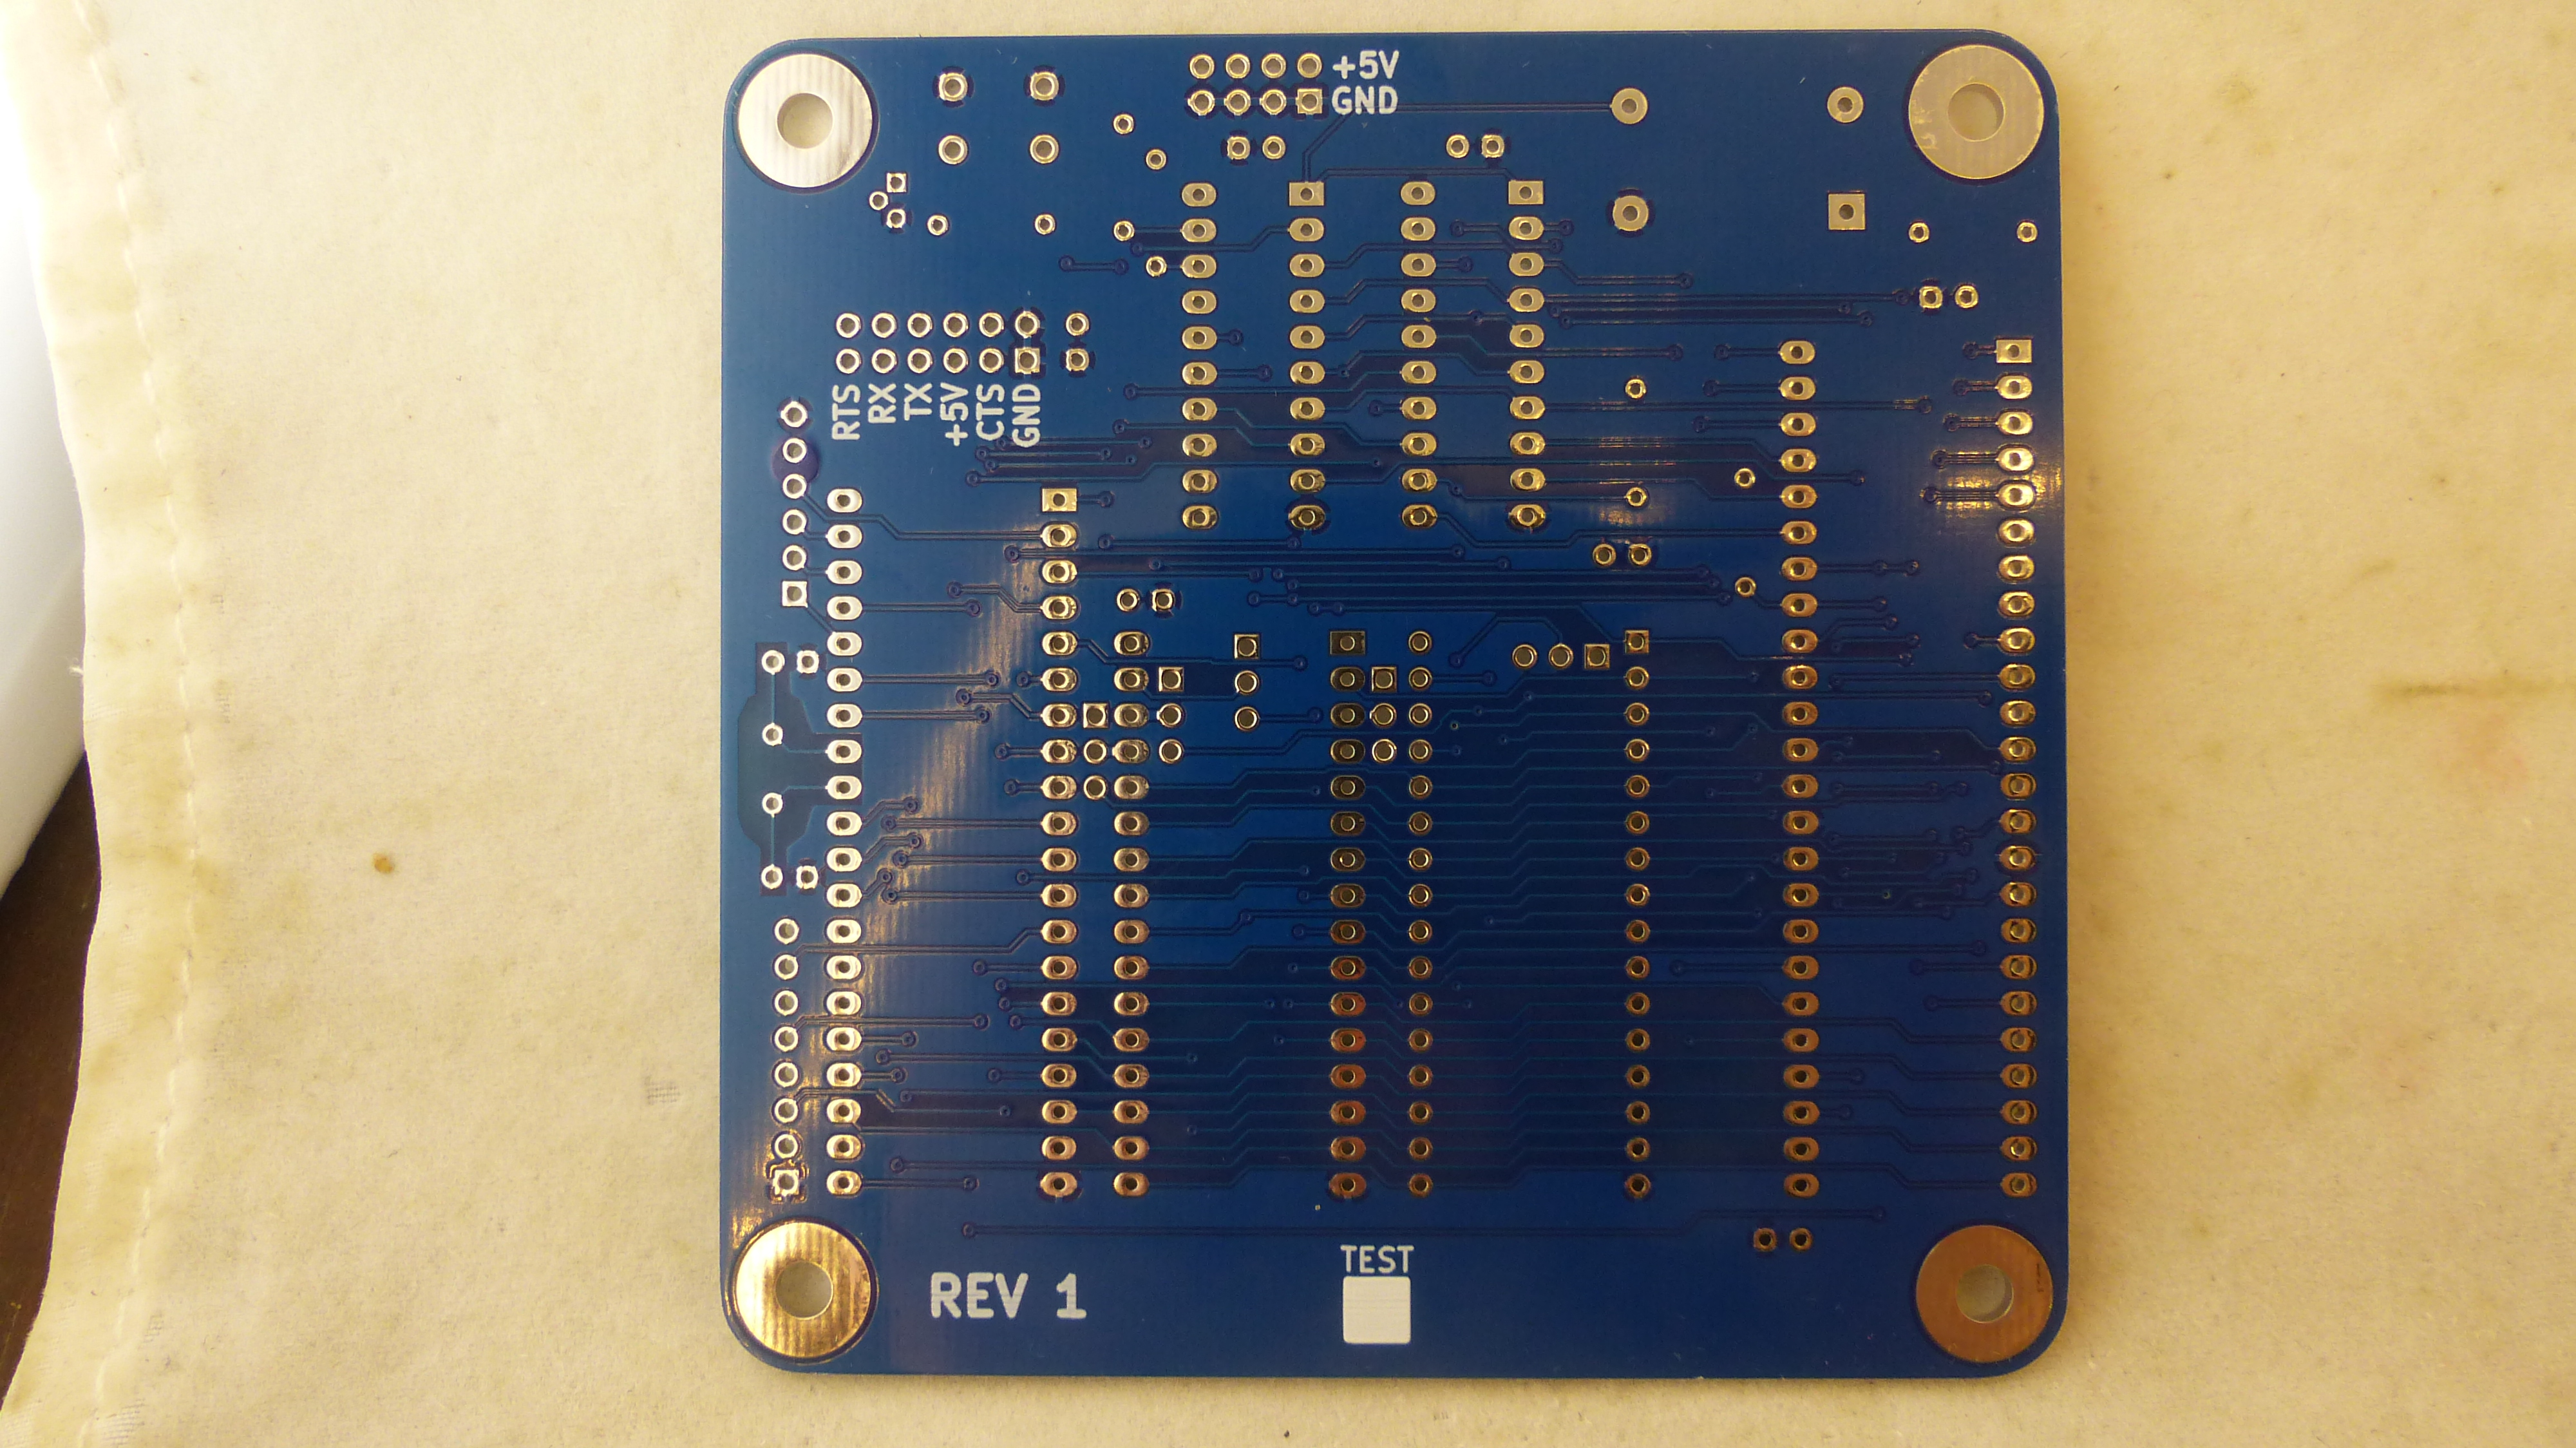 +5V
GND
RTS
RX
TX
+5V
CTS
GND
TEST
REV 1